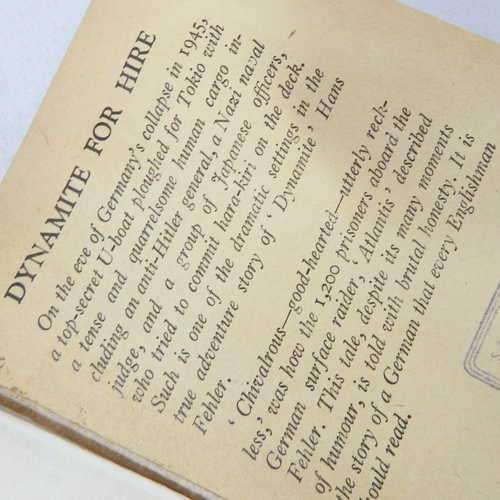 DYNAMITE FOR HIRE
On the eve of Germany's collapse in 1945,
a top-secret U-boat ploughed for Tokio with
a tense and quarrelsome human cargo in-
cluding an anti-Hitler general, a Nazi naval
judge, and a group of Japanese officers,
who tried to commit hara-kiri on the deck.
Such is one of the dramatic settings in the
true adventure story of 'Dynamite' Hans
Fehler.
'Chivalrous—good-hearted—utterly reck-
less,' was how the 1,200 prisoners aboard the
German surface raider, 'Atlantis' described
Fehler. This tale, despite its many moments
of humour, is told with brutal honesty. It is
the story of a German that every Englishman
should read.